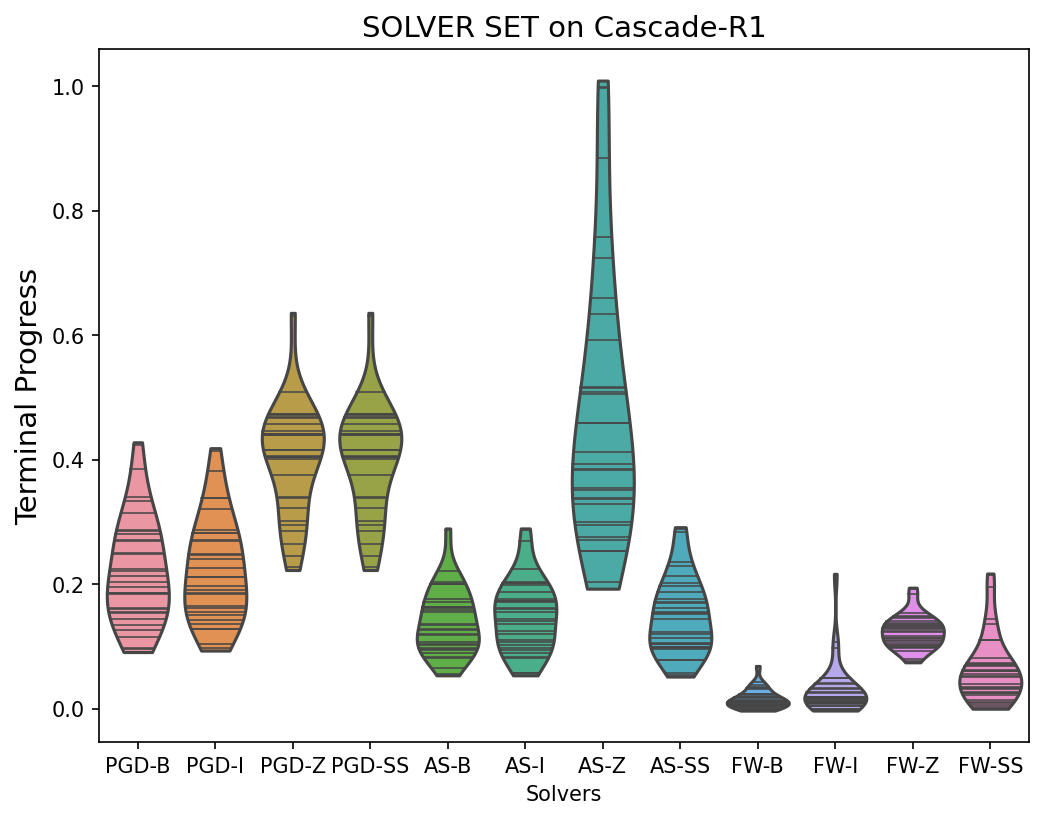 SOLVER SET on Cascade-R1
Terminal Progress
1.0
0.8
0.6
0.4
0.2
0.0
PGD-B PGD-I PGD-Z PGD-SS AS-B AS-I AS-Z AS-SS FW-B FW-I FW-Z FW-SS
Solvers